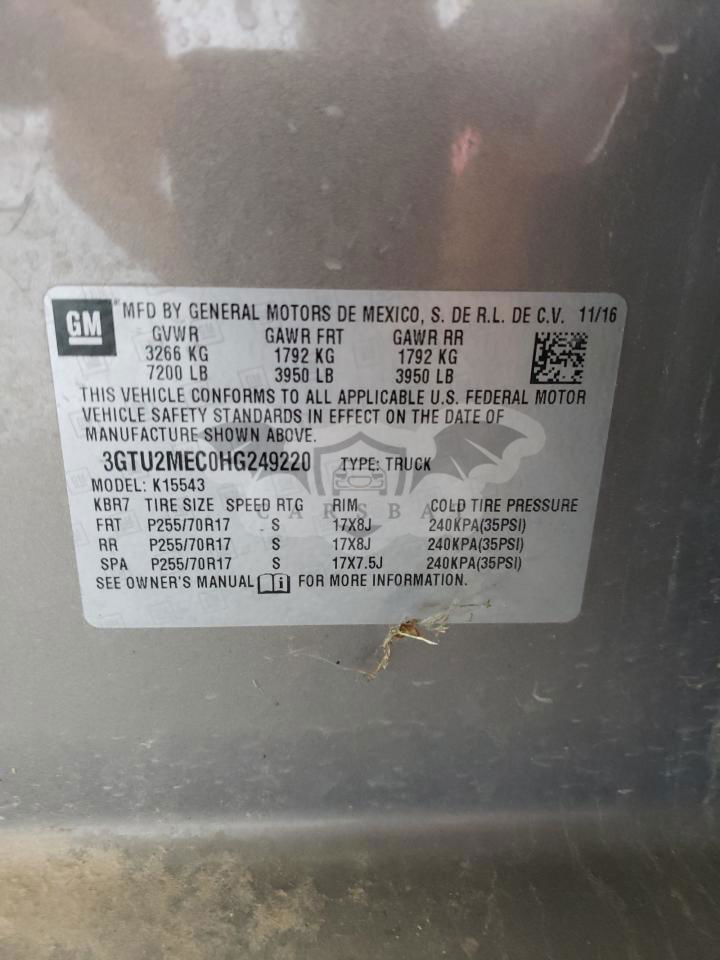 GM MFD BY GENERAL MOTORS DE MEXICO, S. DE R.L. DE C.V. 11/16
GVWR GAWR FRT GAWR RR
3266 KG 1792 KG 1792 KG
7200 LB 3950 LB 3950 LB
THIS VEHICLE CONFORMS TO ALL APPLICABLE U.S. FEDERAL MOTOR
VEHICLE SAFETY STANDARDS IN EFFECT ON THE DATE OF
MANUFACTURE SHOWN ABOVE.
3GTU2MEC0HG249220 TYPE: TRUCK
MODEL: K15543
KBR7 TIRE SIZE SPEED RTG RIM COLD TIRE PRESSURE
CARSBA
FRT P255/70R17 S 17X8J 240KPA(35PSI)
RR P255/70R17 S 17X8J 240KPA(35PSI)
SPA P255/70R17 S 17X7.5J 240KPA(35PSI)
SEE OWNER'S MANUAL FOR MORE INFORMATION.